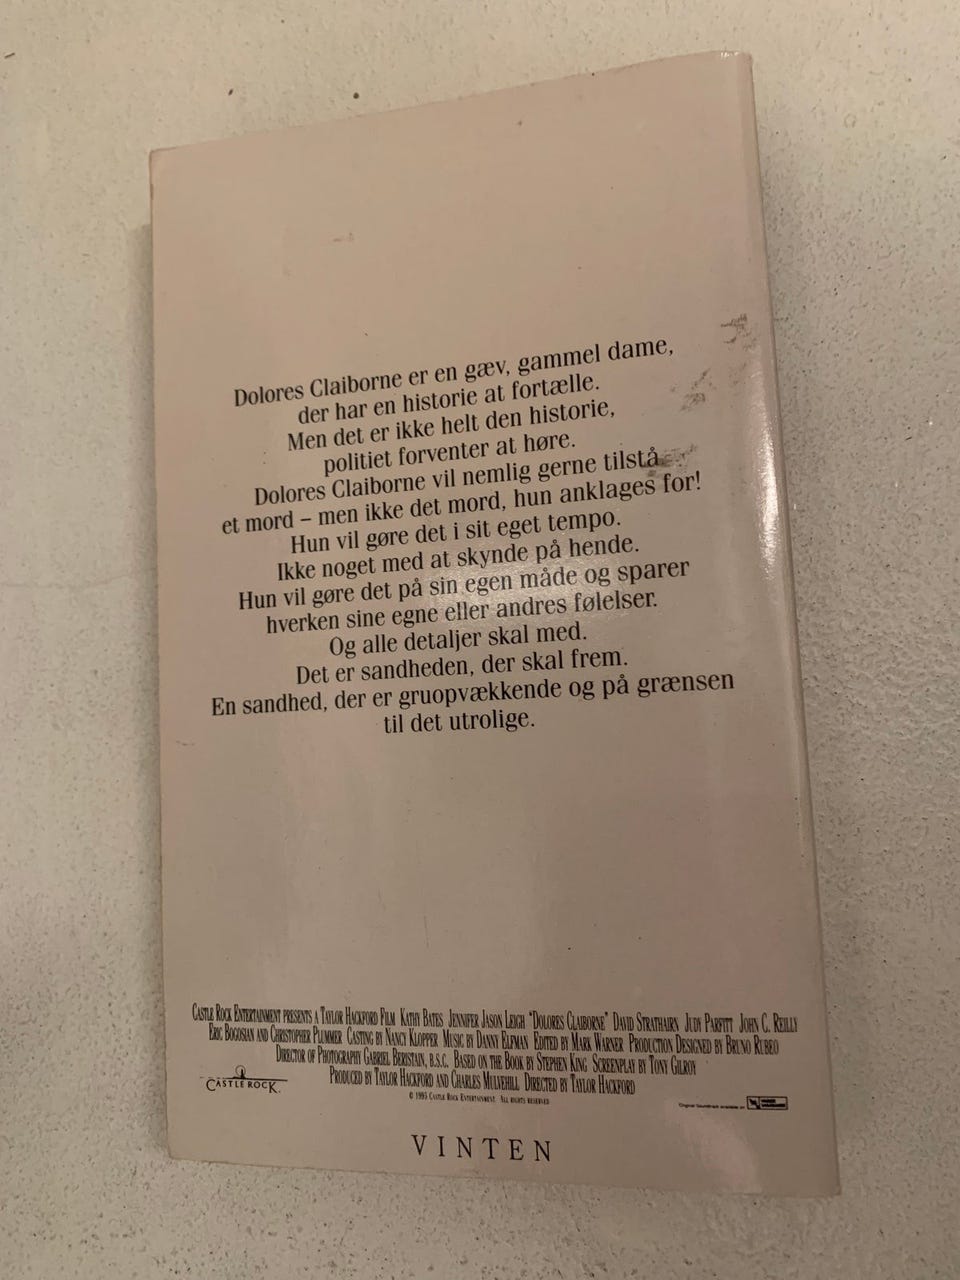 Dolores Claiborne er en gæv, gammel dame,
der har en historie at fortælle.
Men det er ikke helt den historie,
politiet forventer at høre.
Dolores Claiborne vil nemlig gerne tilstå
et mord – men ikke det mord, hun anklages for!
Hun vil gøre det i sit eget tempo.
Ikke noget med at skynde på hende.
Hun vil gøre det på sin egen måde og sparer
hverken sine egne eller andres følelser.
Og alle detaljer skal med.
Det er sandheden, der skal frem.
En sandhed, der er gruopvækkende og på grænsen
til det utrolige.
CASTLE ROCK ENTERTAINMENT PRESENTS A TAYLOR HACKFORD FILM KATHY BATES JENNIFER JASON LEIGH "DOLORES CLAIBORNE" DAVID STRATHAIRN JUDY PARFITT JOHN C. REILLY
ERIC BOGOSIAN AND CHRISTOPHER PLUMMER CASTING BY NANCY KLOPPER MUSIC BY DANNY ELFMAN EDITED BY MARK WARNER PRODUCTION DESIGNED BY BRUNO RUBEO
DIRECTOR OF PHOTOGRAPHY GABRIEL BERISTAIN, B.S.C. BASED ON THE BOOK BY STEPHEN KING SCREENPLAY BY TONY GILROY
PRODUCED BY TAYLOR HACKFORD AND CHARLES MULVEHILL DIRECTED BY TAYLOR HACKFORD
CASTLE ROCK
© 1995 CASTLE ROCK ENTERTAINMENT. ALL RIGHTS RESERVED
Original Soundtrack available on
VINTEN